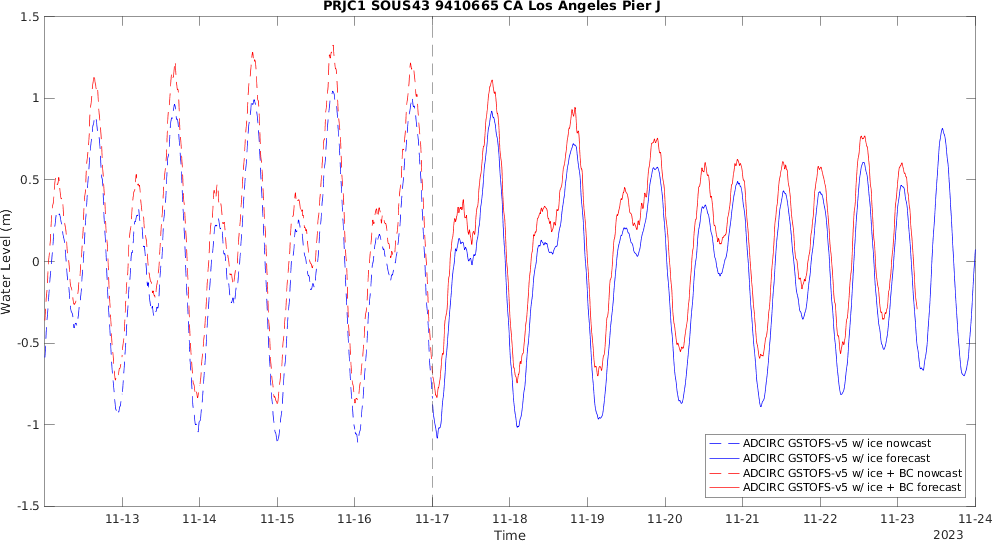 PRJC1 SOUS43 9410665 CA Los Angeles Pier J
1.5
1
0.5
0
-0.5
-1
-1.5
Water Level (m)
ADCIRC GSTOFS-v5 w/ ice nowcast
ADCIRC GSTOFS-v5 w/ ice forecast
ADCIRC GSTOFS-v5 w/ ice + BC nowcast
ADCIRC GSTOFS-v5 w/ ice + BC forecast
11-13 11-14 11-15 11-16 11-17 11-18 11-19 11-20 11-21 11-22 11-23 11-24
Time
2023